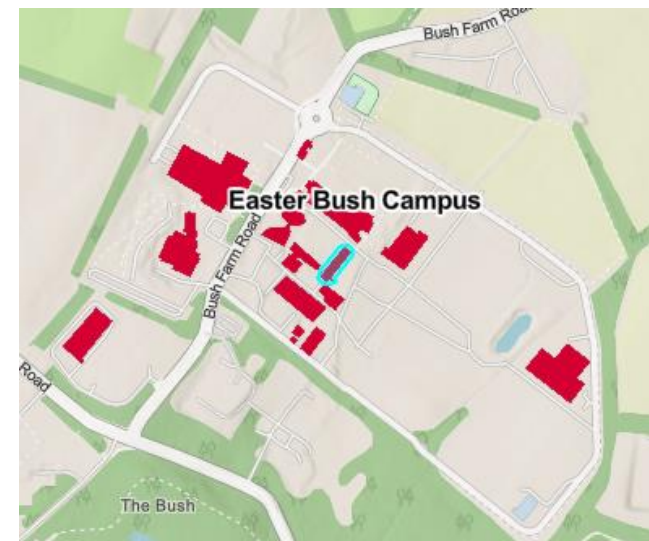 Bush Farm Road
Easter Bush Campus
Bush Farm Road
Road
The Bush